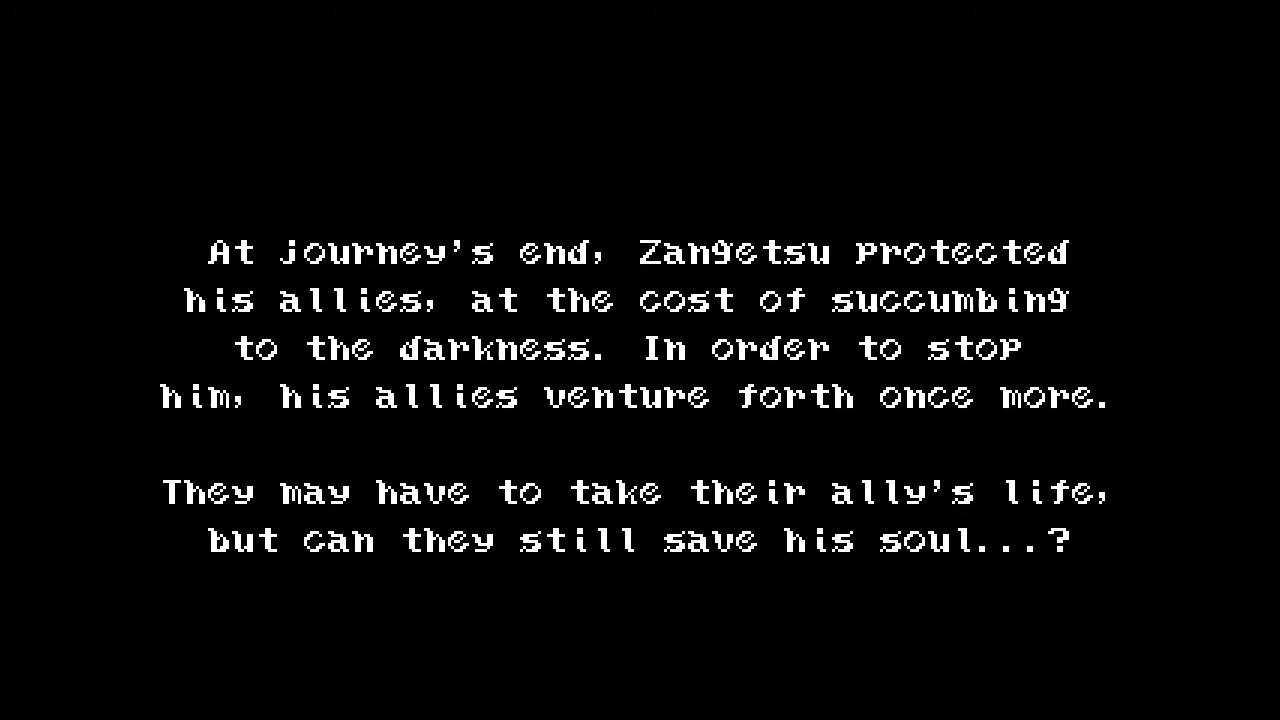 At journey's end, Zangetsu protected
his allies, at the cost of succumbing
to the darkness. In order to stop
him, his allies venture forth once more.
They may have to take their ally's life,
but can they still save his soul...?